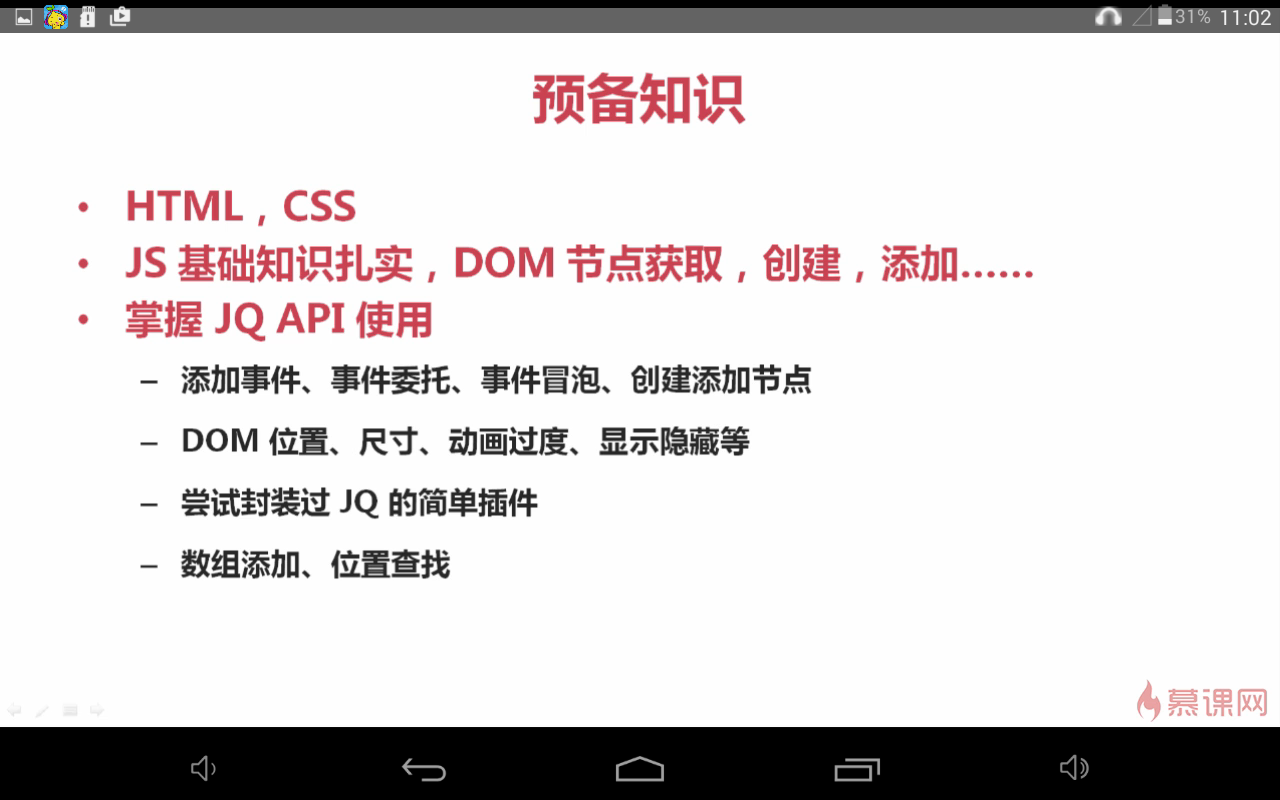 31% 11:02
预备知识
• HTML，CSS
• JS 基础知识扎实，DOM 节点获取，创建，添加……
• 掌握 JQ API 使用
– 添加事件、事件委托、事件冒泡、创建添加节点
– DOM 位置、尺寸、动画过度、显示隐藏等
– 尝试封装过 JQ 的简单插件
– 数组添加、位置查找
慕课网